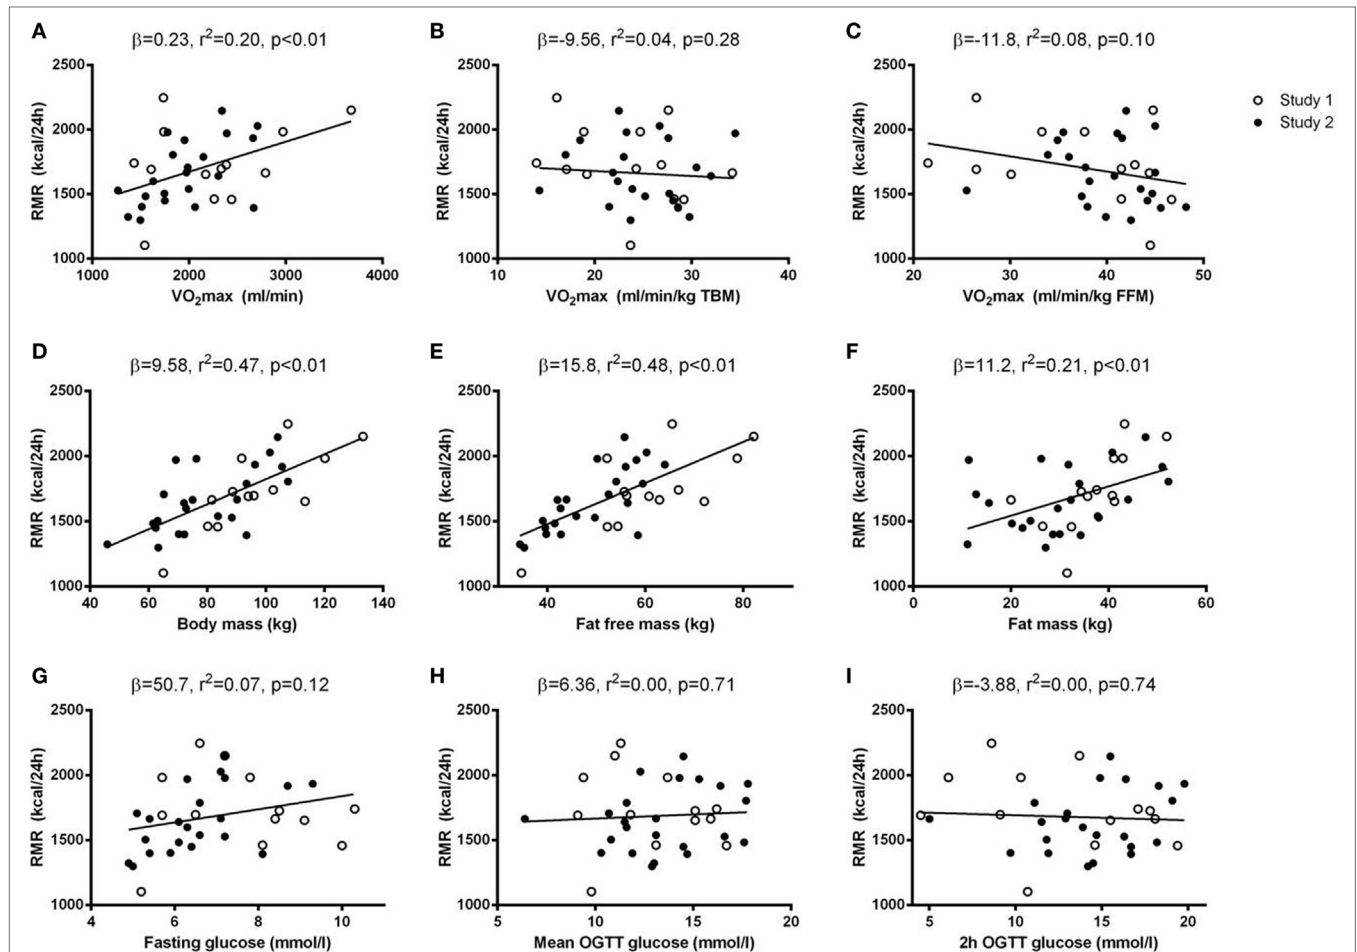 A
β=0.23, r²=0.20, p<0.01
RMR (kcal/24h)
2500
2000
1500
1000
1000 2000 3000 4000
VO₂max (ml/min)
B
β=-9.56, r²=0.04, p=0.28
RMR (kcal/24h)
2500
2000
1500
1000
10 20 30 40
VO₂max (ml/min/kg TBM)
C
β=-11.8, r²=0.08, p=0.10
RMR (kcal/24h)
2500
2000
1500
1000
20 30 40 50
VO₂max (ml/min/kg FFM)
Study 1
Study 2
D
β=9.58, r²=0.47, p<0.01
RMR (kcal/24h)
2500
2000
1500
1000
40 60 80 100 120 140
Body mass (kg)
E
β=15.8, r²=0.48, p<0.01
RMR (kcal/24h)
2500
2000
1500
1000
40 60 80
Fat free mass (kg)
F
β=11.2, r²=0.21, p<0.01
RMR (kcal/24h)
2500
2000
1500
1000
0 20 40 60
Fat mass (kg)
G
β=50.7, r²=0.07, p=0.12
RMR (kcal/24h)
2500
2000
1500
1000
4 6 8 10
Fasting glucose (mmol/l)
H
β=6.36, r²=0.00, p=0.71
RMR (kcal/24h)
2500
2000
1500
1000
5 10 15 20
Mean OGTT glucose (mmol/l)
I
β=-3.88, r²=0.00, p=0.74
RMR (kcal/24h)
2500
2000
1500
1000
5 10 15 20
2h OGTT glucose (mmol/l)